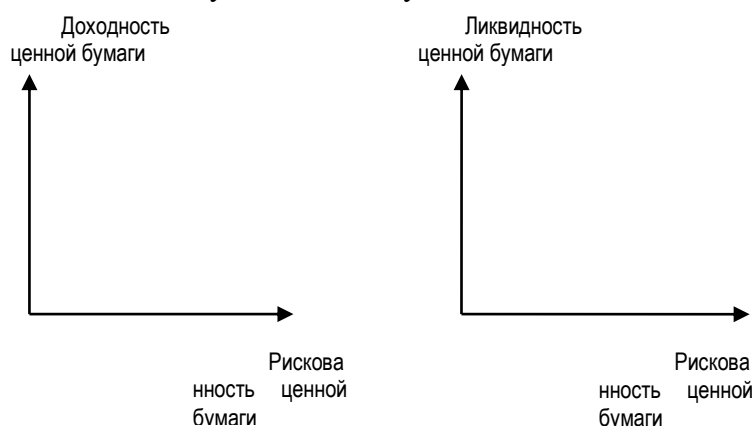 Доходность
ценной бумаги
Ликвидность
ценной бумаги
Рискова
нность ценной
бумаги
Рискова
нность ценной
бумаги